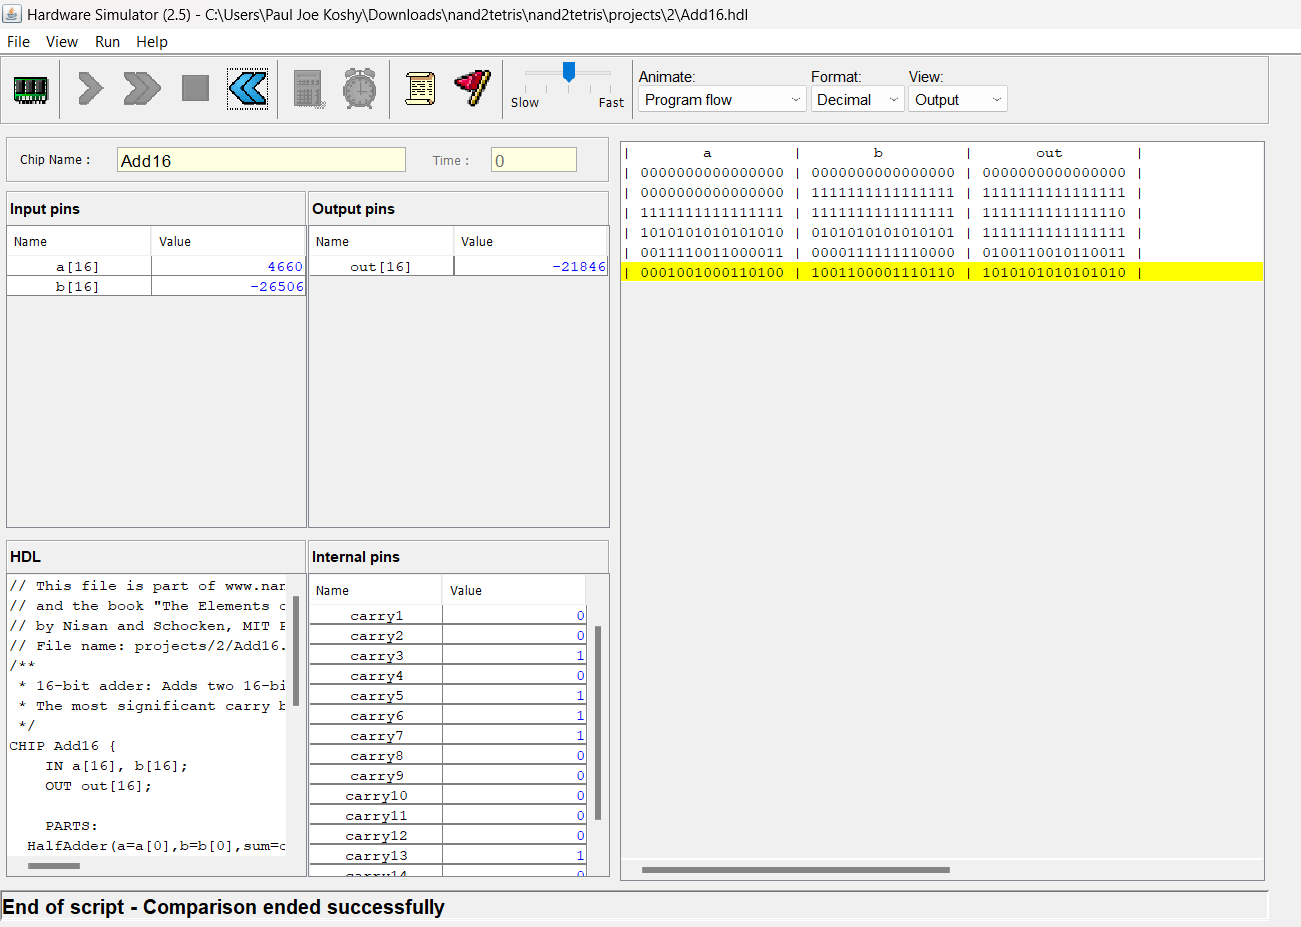 Hardware Simulator (2.5) - C:\Users\Paul Joe Koshy\Downloads\nand2tetris\nand2tetris\projects\2\Add16.hdl
File View Run Help
Slow Fast
Animate: Format: View:
Program flow Decimal Output
Chip Name : Add16 Time : 0
Input pins
Name Value
a[16] 4660
b[16] -26506
Output pins
Name Value
out[16] -21846
HDL
// This file is part of www.nan
// and the book "The Elements o
// by Nisan and Schocken, MIT P
// File name: projects/2/Add16.
/**
* 16-bit adder: Adds two 16-bi
* The most significant carry b
*/
CHIP Add16 {
IN a[16], b[16];
OUT out[16];
PARTS:
HalfAdder(a=a[0],b=b[0],sum=o
Internal pins
Name Value
carry1 0
carry2 0
carry3 1
carry4 0
carry5 1
carry6 1
carry7 1
carry8 0
carry9 0
carry10 0
carry11 0
carry12 0
carry13 1
carry14 0
| a | b | out |
| 0000000000000000 | 0000000000000000 | 0000000000000000 |
| 0000000000000000 | 1111111111111111 | 1111111111111111 |
| 1111111111111111 | 1111111111111111 | 1111111111111110 |
| 1010101010101010 | 0101010101010101 | 1111111111111111 |
| 0011110011000011 | 0000111111110000 | 0100110010110011 |
| 0001001000110100 | 1001100001110110 | 1010101010101010 |
End of script - Comparison ended successfully